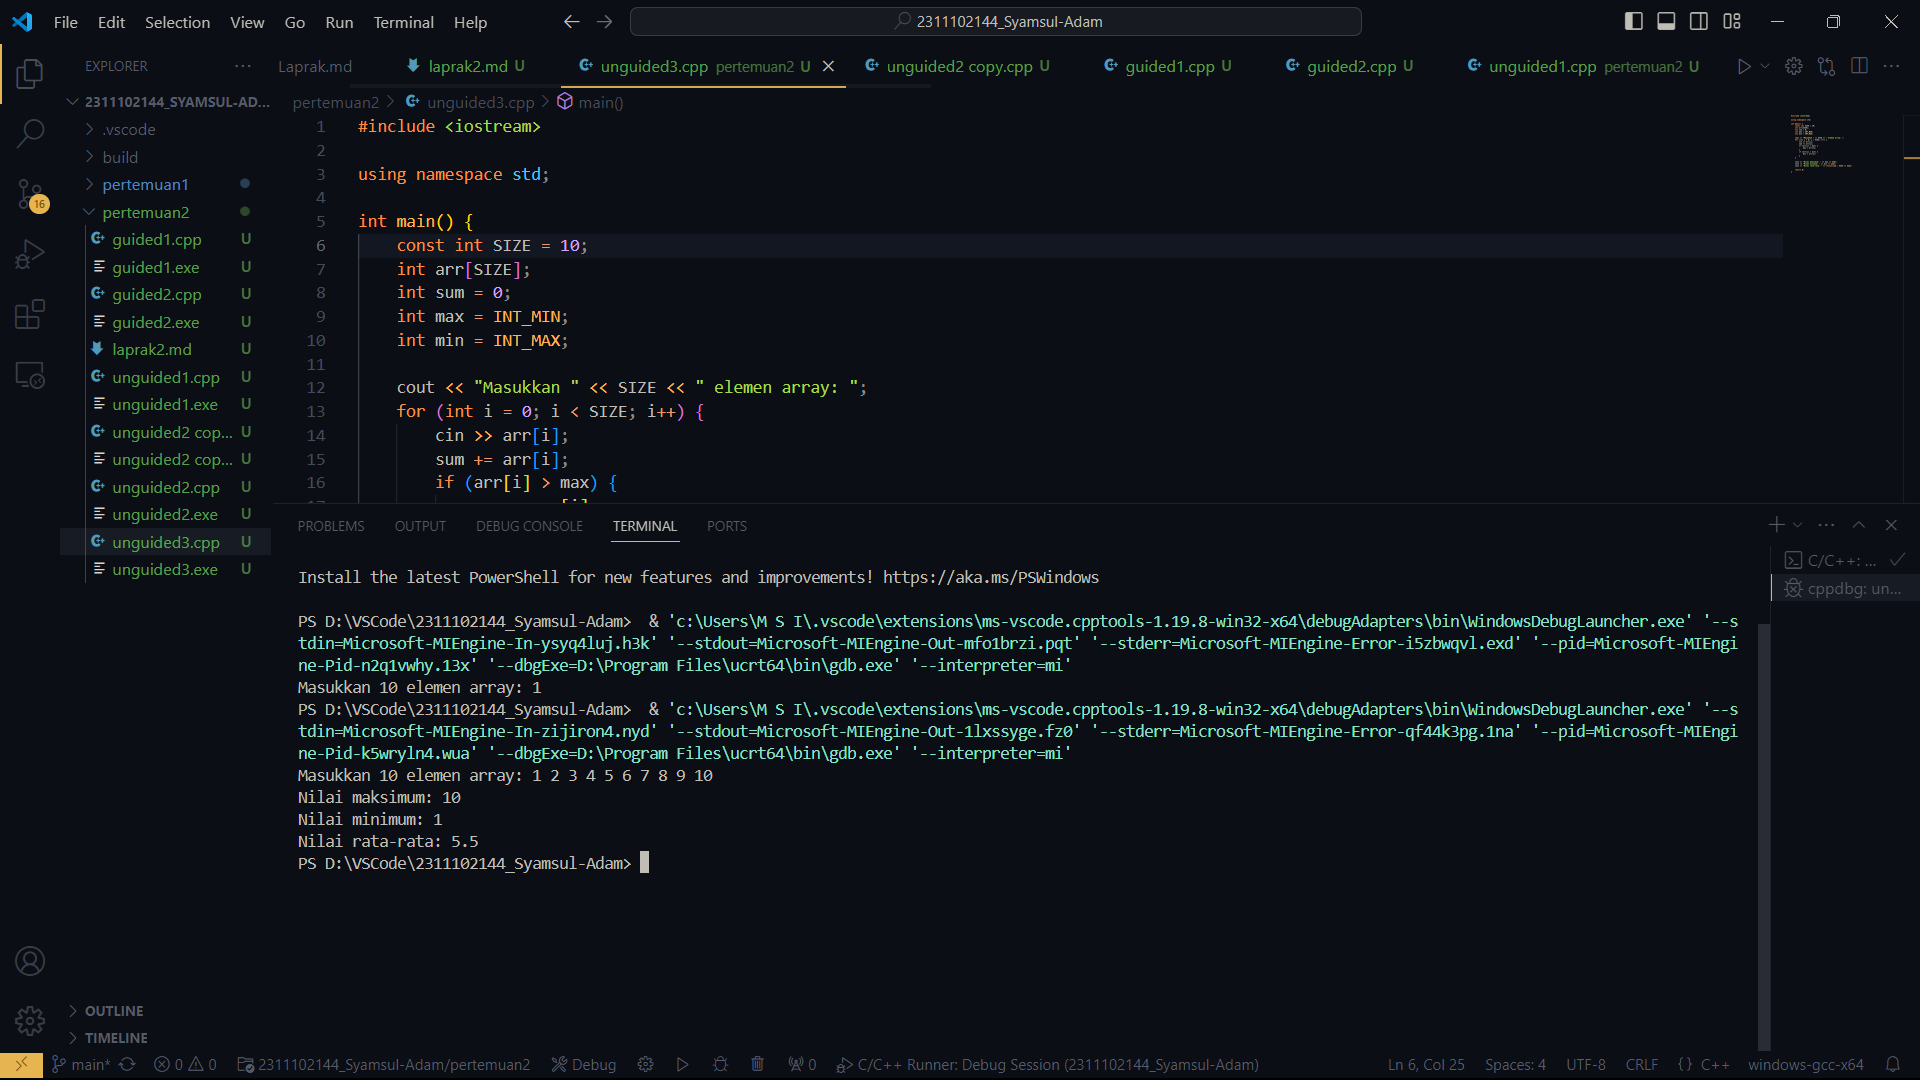 File Edit Selection View Go Run Terminal Help
2311102144_Syamsul-Adam
EXPLORER
Laprak.md
laprak2.md U
unguided3.cpp pertemuan2 U
unguided2 copy.cpp U
guided1.cpp U
guided2.cpp U
unguided1.cpp pertemuan2 U
2311102144_SYAMSUL-AD...
.vscode
build
pertemuan1
pertemuan2
guided1.cpp U
guided1.exe U
guided2.cpp U
guided2.exe U
laprak2.md U
unguided1.cpp U
unguided1.exe U
unguided2 cop... U
unguided2 cop... U
unguided2.cpp U
unguided2.exe U
unguided3.cpp U
unguided3.exe U
OUTLINE
TIMELINE
16
pertemuan2 > unguided3.cpp > main()
1 #include <iostream>
2
3 using namespace std;
4
5 int main() {
6 const int SIZE = 10;
7 int arr[SIZE];
8 int sum = 0;
9 int max = INT_MIN;
10 int min = INT_MAX;
11
12 cout << "Masukkan " << SIZE << " elemen array: ";
13 for (int i = 0; i < SIZE; i++) {
14 cin >> arr[i];
15 sum += arr[i];
16 if (arr[i] > max) {
PROBLEMS OUTPUT DEBUG CONSOLE TERMINAL PORTS
C/C++: ...
cppdbg: un...
Install the latest PowerShell for new features and improvements! https://aka.ms/PSWindows
PS D:\VSCode\2311102144_Syamsul-Adam> & 'c:\Users\M S I\.vscode\extensions\ms-vscode.cpptools-1.19.8-win32-x64\debugAdapters\bin\WindowsDebugLauncher.exe' '--s
tdin=Microsoft-MIEngine-In-ysyq4luj.h3k' '--stdout=Microsoft-MIEngine-Out-mfo1brzi.pqt' '--stderr=Microsoft-MIEngine-Error-i5zbwqvl.exd' '--pid=Microsoft-MIEngi
ne-Pid-n2q1vwhy.13x' '--dbgExe=D:\Program Files\ucrt64\bin\gdb.exe' '--interpreter=mi'
Masukkan 10 elemen array: 1
PS D:\VSCode\2311102144_Syamsul-Adam> & 'c:\Users\M S I\.vscode\extensions\ms-vscode.cpptools-1.19.8-win32-x64\debugAdapters\bin\WindowsDebugLauncher.exe' '--s
tdin=Microsoft-MIEngine-In-zijiron4.nyd' '--stdout=Microsoft-MIEngine-Out-1lxssyge.fz0' '--stderr=Microsoft-MIEngine-Error-qf44k3pg.1na' '--pid=Microsoft-MIEngi
ne-Pid-k5wryln4.wua' '--dbgExe=D:\Program Files\ucrt64\bin\gdb.exe' '--interpreter=mi'
Masukkan 10 elemen array: 1 2 3 4 5 6 7 8 9 10
Nilai maksimum: 10
Nilai minimum: 1
Nilai rata-rata: 5.5
PS D:\VSCode\2311102144_Syamsul-Adam>
main* 0 0 2311102144_Syamsul-Adam/pertemuan2 Debug 0 C/C++ Runner: Debug Session (2311102144_Syamsul-Adam) Ln 6, Col 25 Spaces: 4 UTF-8 CRLF {} C++ windows-gcc-x64